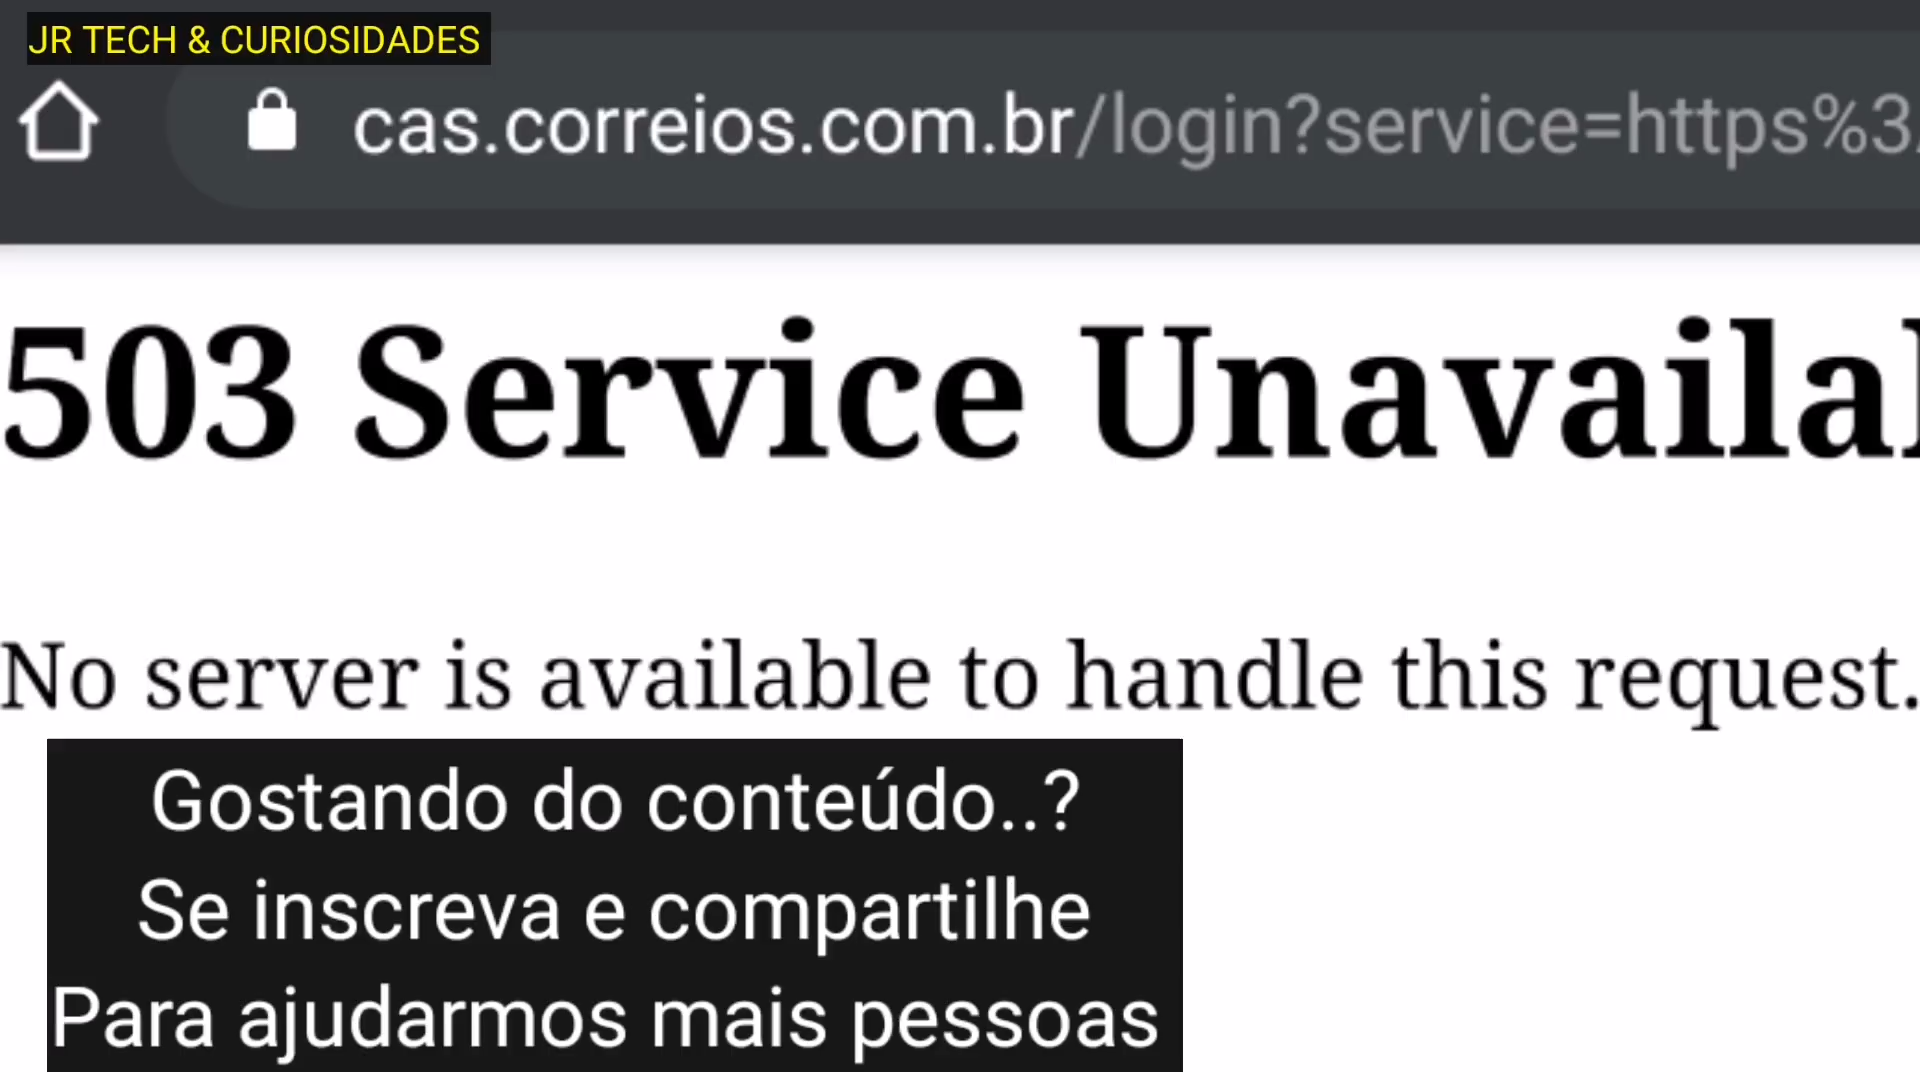 JR TECH & CURIOSIDADES
cas.correios.com.br/login?service=https%3
503 Service
No server is available to handle this request.
Gostando do conteúdo..?
Se inscreva e compartilhe
Para ajudarmos mais pessoas